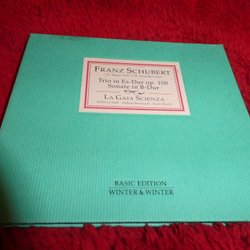 FRANZ SCHUBERT
Trio in Es-Dur op. 100
Sonate in B-Dur
LA GAIA SCIENZA
BASIC EDITION
WINTER & WINTER